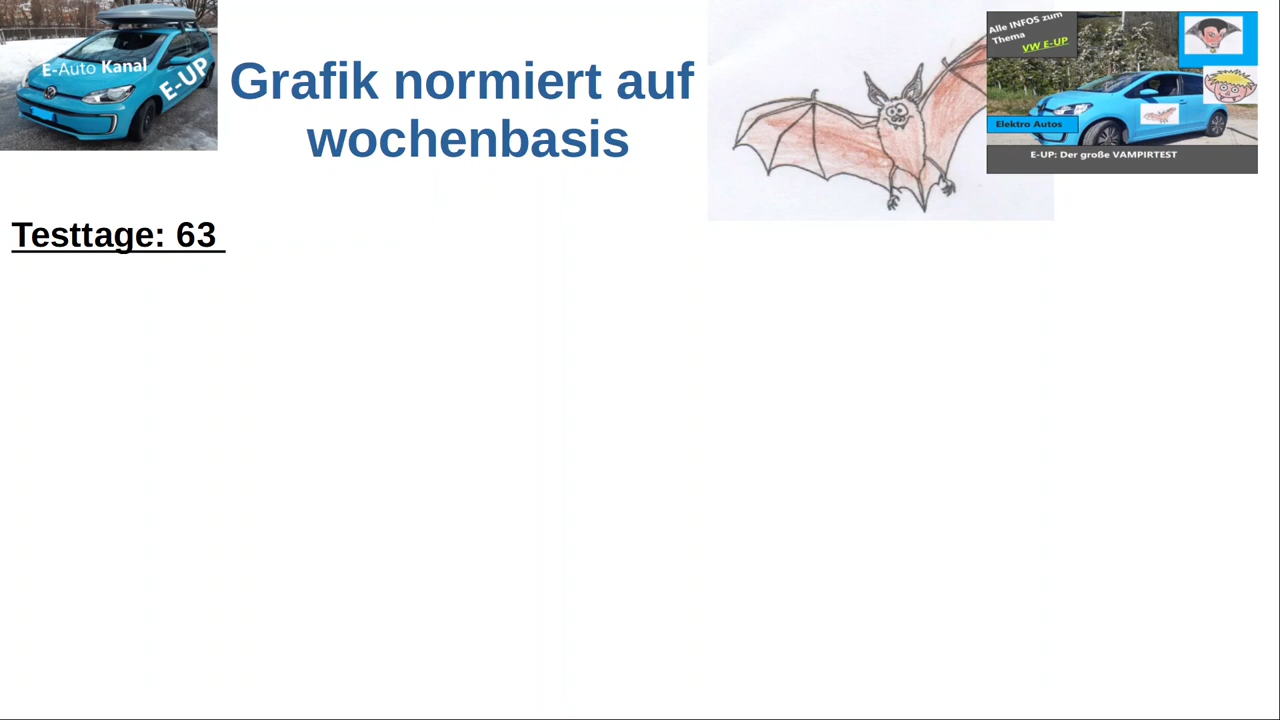 E-Auto Kanal
E-UP
Grafik normiert auf
wochenbasis
Alle INFOS zum
Thema
VW E-UP
Elektro Autos
E-UP: Der große VAMPIRTEST
Testtage: 63